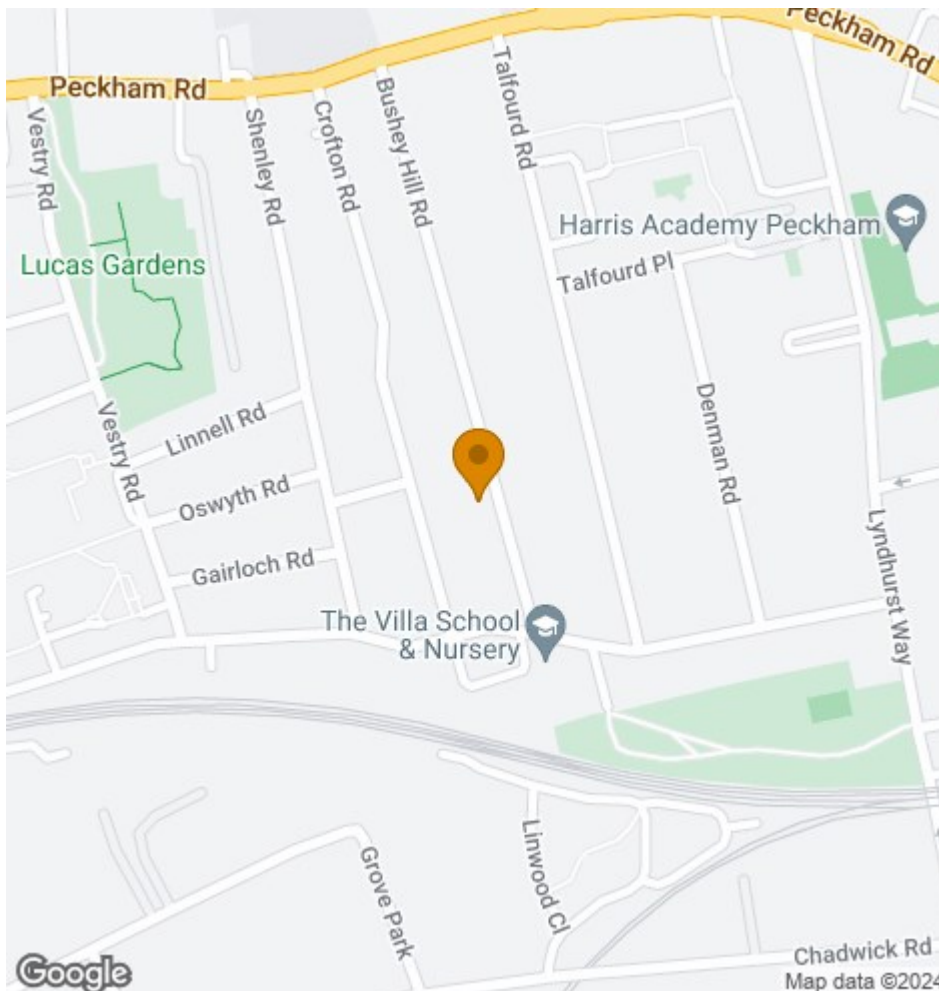 Peckham Rd
Peckham Rd
Vestry Rd
Shenley Rd
Crofton Rd
Bushey Hill Rd
Talfourd Rd
Harris Academy Peckham
Lucas Gardens
Talfourd Pl
Denman Rd
Linnell Rd
Vestry Rd
Oswyth Rd
Gairloch Rd
Lyndhurst Way
The Villa School
& Nursery
Linwood Cl
Grove Park
Chadwick Rd
Google
Map data ©2024